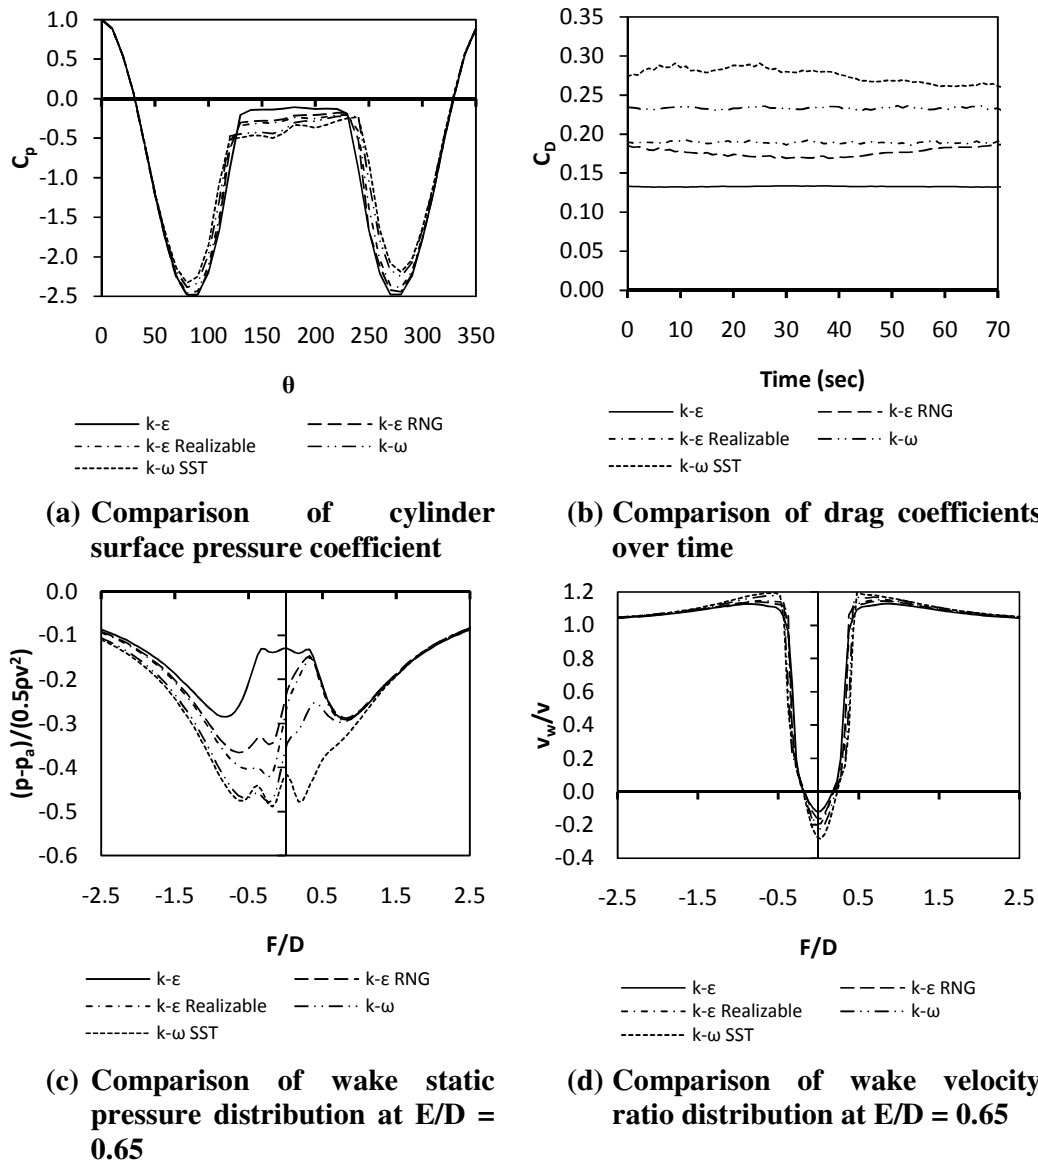 1.0
0.5
0.0
-0.5
-1.0
-1.5
-2.0
-2.5
Cp
0 50 100 150 200 250 300 350
θ
k-ε
k-ε RNG
k-ε Realizable
k-ω
k-ω SST
(a) Comparison of cylinder
surface pressure coefficient
0.35
0.30
0.25
0.20
0.15
0.10
0.05
0.00
CD
0 10 20 30 40 50 60 70
Time (sec)
k-ε
k-ε RNG
k-ε Realizable
k-ω
k-ω SST
(b) Comparison of drag coefficients
over time
0.0
-0.1
-0.2
-0.3
-0.4
-0.5
-0.6
(p-pa)/(0.5ρv²)
-2.5 -1.5 -0.5 0.5 1.5 2.5
F/D
k-ε
k-ε RNG
k-ε Realizable
k-ω
k-ω SST
(c) Comparison of wake static
pressure distribution at E/D =
0.65
1.2
1.0
0.8
0.6
0.4
0.2
0.0
-0.2
-0.4
vw/v
-2.5 -1.5 -0.5 0.5 1.5 2.5
F/D
k-ε
k-ε RNG
k-ε Realizable
k-ω
k-ω SST
(d) Comparison of wake velocity
ratio distribution at E/D = 0.65